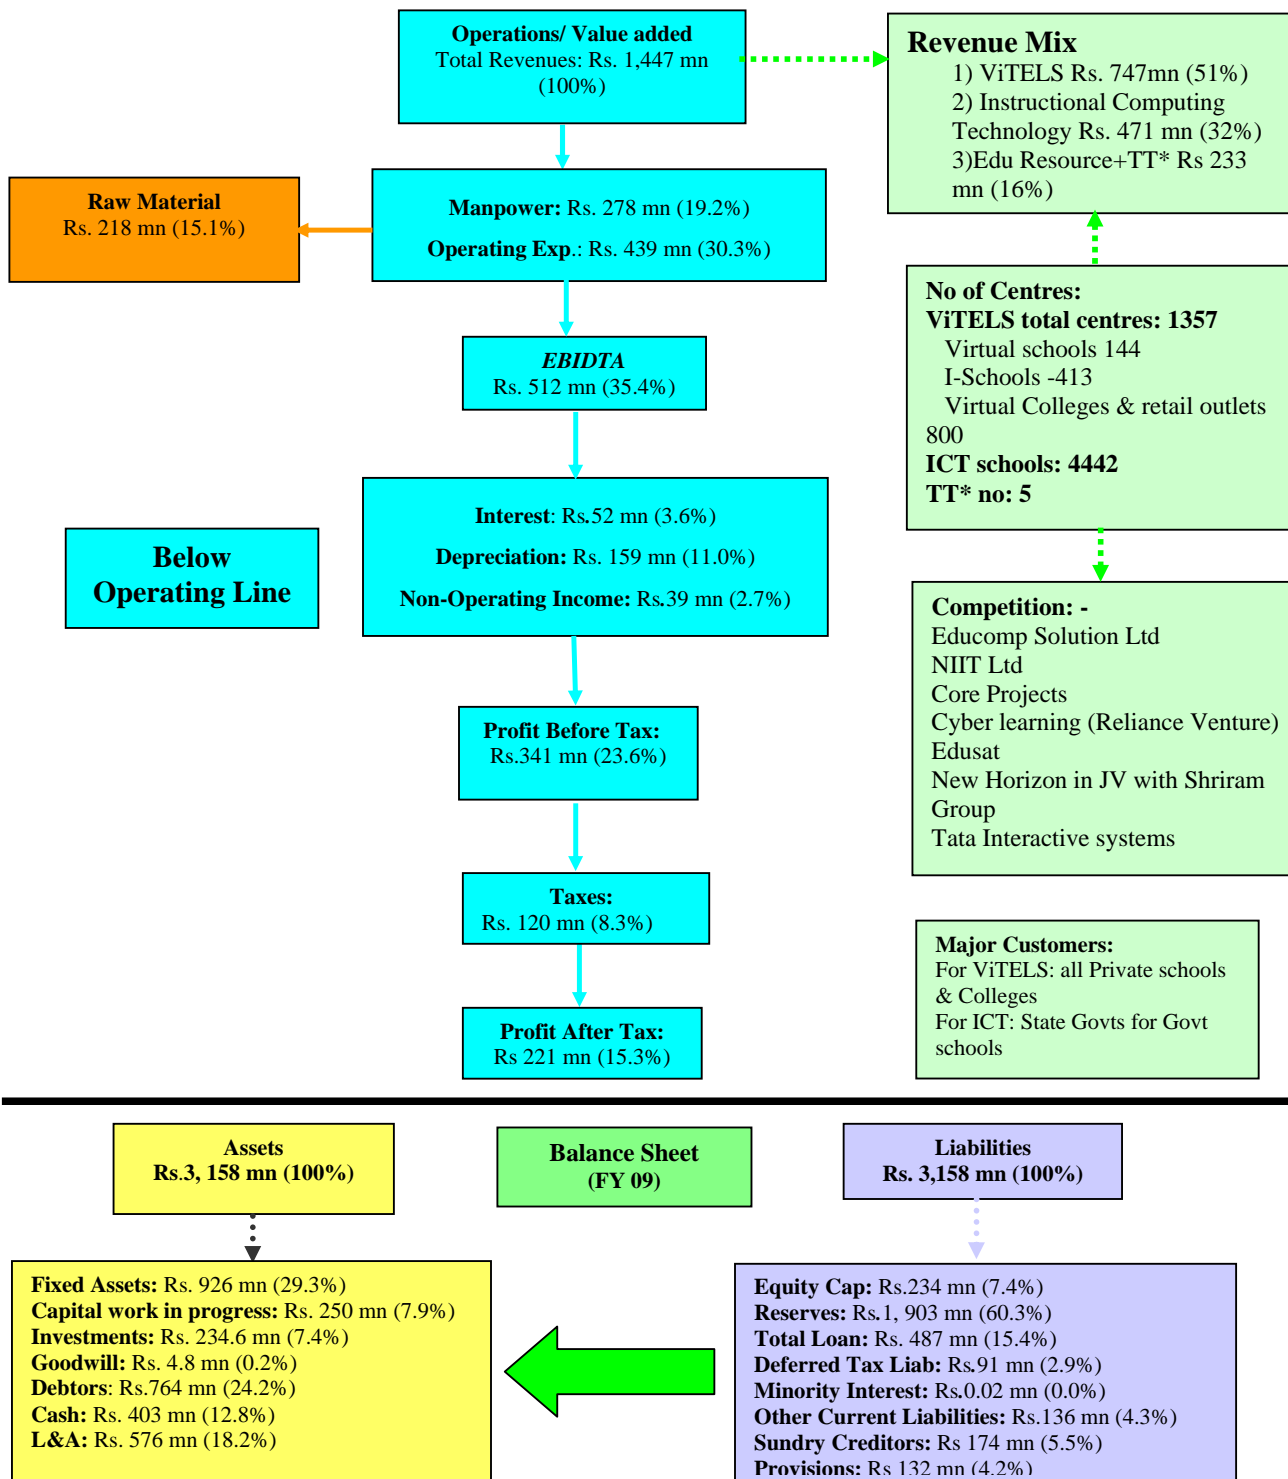 Operations/ Value added
Total Revenues: Rs. 1,447 mn
(100%)
Revenue Mix
1) ViTELS Rs. 747mn (51%)
2) Instructional Computing
Technology Rs. 471 mn (32%)
3)Edu Resource+TT* Rs 233
mn (16%)
Raw Material
Rs. 218 mn (15.1%)
Manpower: Rs. 278 mn (19.2%)
Operating Exp.: Rs. 439 mn (30.3%)
No of Centres:
ViTELS total centres: 1357
Virtual schools 144
I-Schools -413
Virtual Colleges & retail outlets
800
ICT schools: 4442
TT* no: 5
EBIDTA
Rs. 512 mn (35.4%)
Below
Operating Line
Interest: Rs.52 mn (3.6%)
Depreciation: Rs. 159 mn (11.0%)
Non-Operating Income: Rs.39 mn (2.7%)
Competition: -
Educomp Solution Ltd
NIIT Ltd
Core Projects
Cyber learning (Reliance Venture)
Edusat
New Horizon in JV with Shriram
Group
Tata Interactive systems
Profit Before Tax:
Rs.341 mn (23.6%)
Taxes:
Rs. 120 mn (8.3%)
Major Customers:
For ViTELS: all Private schools
& Colleges
For ICT: State Govts for Govt
schools
Profit After Tax:
Rs 221 mn (15.3%)
Assets
Rs.3, 158 mn (100%)
Balance Sheet
(FY 09)
Liabilities
Rs. 3,158 mn (100%)
Fixed Assets: Rs. 926 mn (29.3%)
Capital work in progress: Rs. 250 mn (7.9%)
Investments: Rs. 234.6 mn (7.4%)
Goodwill: Rs. 4.8 mn (0.2%)
Debtors: Rs.764 mn (24.2%)
Cash: Rs. 403 mn (12.8%)
L&A: Rs. 576 mn (18.2%)
Equity Cap: Rs.234 mn (7.4%)
Reserves: Rs.1, 903 mn (60.3%)
Total Loan: Rs. 487 mn (15.4%)
Deferred Tax Liab: Rs.91 mn (2.9%)
Minority Interest: Rs.0.02 mn (0.0%)
Other Current Liabilities: Rs.136 mn (4.3%)
Sundry Creditors: Rs 174 mn (5.5%)
Provisions: Rs 132 mn (4.2%)